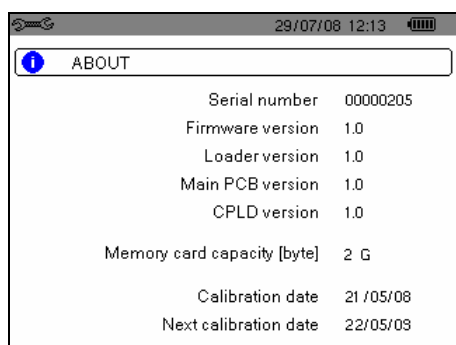 29/07/08 12:13
ABOUT
Serial number 00000205
Firmware version 1.0
Loader version 1.0
Main PCB version 1.0
CPLD version 1.0
Memory card capacity [byte] 2 G
Calibration date 21/05/08
Next calibration date 22/05/09